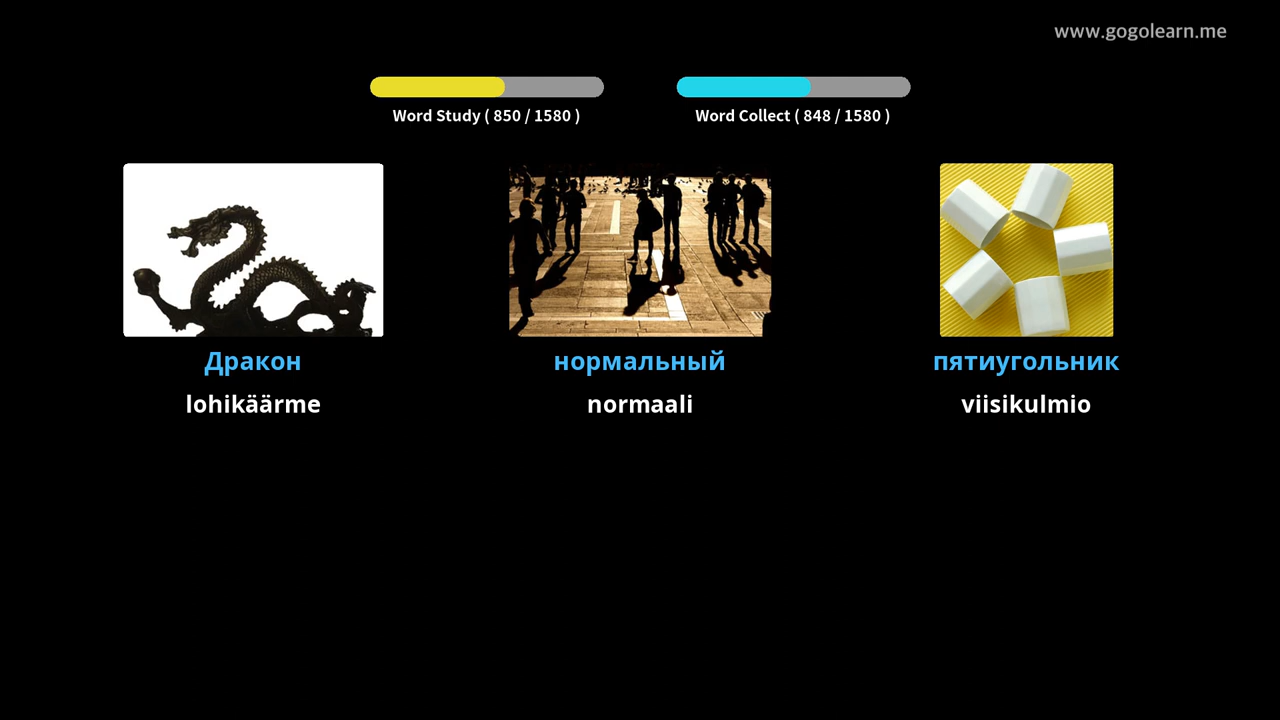 www.gogolearn.me
Word Study ( 850 / 1580 )
Word Collect ( 848 / 1580 )
Дракон
lohikäärme
нормальный
normaali
пятиугольник
viisikulmio